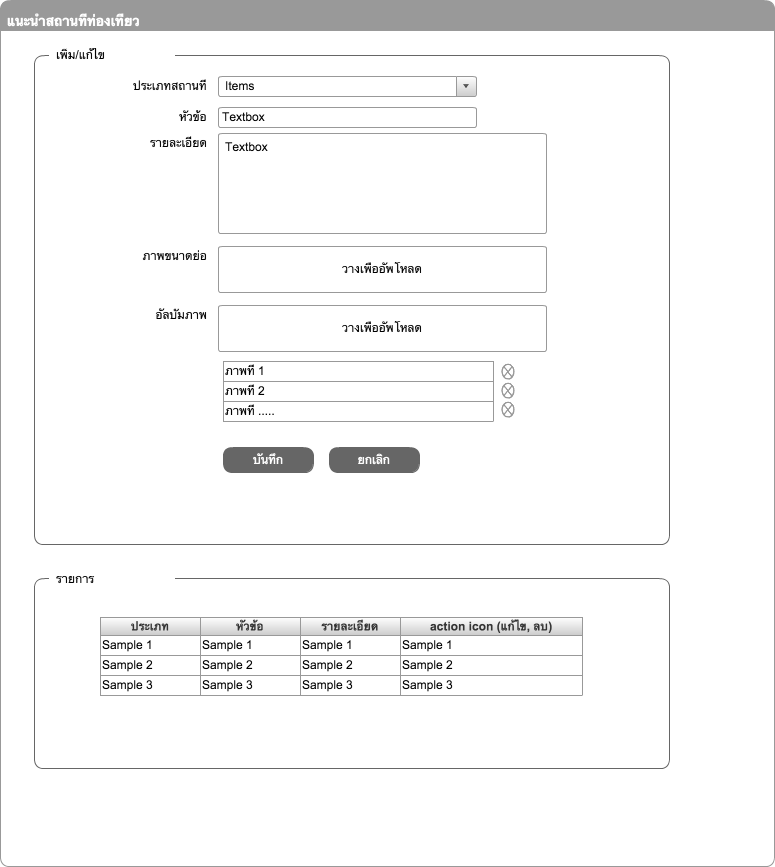 แนะนำสถานที่ท่องเที่ยว
เพิ่ม/แก้ไข
ประเภทสถานที่ Items
หัวข้อ Textbox
รายละเอียด Textbox
ภาพขนาดย่อ วางเพื่ออัพโหลด
อัลบั้มภาพ วางเพื่ออัพโหลด
ภาพที่ 1
ภาพที่ 2
ภาพที่ .....
บันทึก ยกเลิก
รายการ
ประเภท หัวข้อ รายละเอียด action icon (แก้ไข, ลบ)
Sample 1 Sample 1 Sample 1 Sample 1
Sample 2 Sample 2 Sample 2 Sample 2
Sample 3 Sample 3 Sample 3 Sample 3